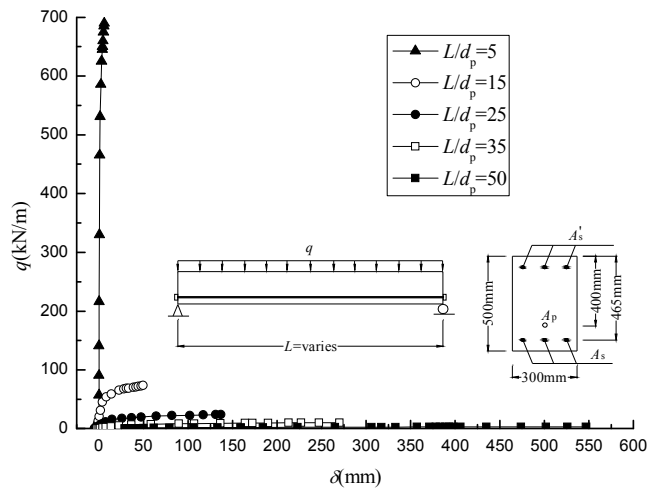 700
600
500
400
300
200
100
0
q(kN/m)
L/dp=5
L/dp=15
L/dp=25
L/dp=35
L/dp=50
q
L=varies
As'
Ap
As
500mm
400mm
465mm
300mm
0 50 100 150 200 250 300 350 400 450 500 550 600
δ(mm)